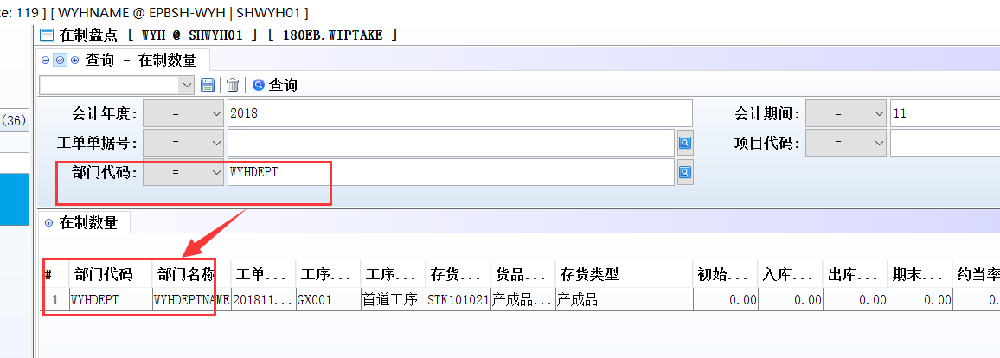 te: 119 ] [ WYHNAME @ EPBSH-WYH | SHWYH01 ]
在制盘点 [ WYH @ SHWYH01 ] [ 180EB.WIPTAKE ]
查询 - 在制数量
查询
(36)
会计年度: = 2018 会计期间: = 11
工单单据号: = 项目代码: =
部门代码: = WYHDEPT
在制数量
# 部门代码 部门名称 工单... 工序... 工序... 存货... 货品... 存货类型 初始... 入库... 出库... 期末... 约当率
1 WYHDEPT WYHDEPTNAME 201811... GX001 首道工序 STK101021 产成品... 产成品 0.00 0.00 0.00 0.00 0.